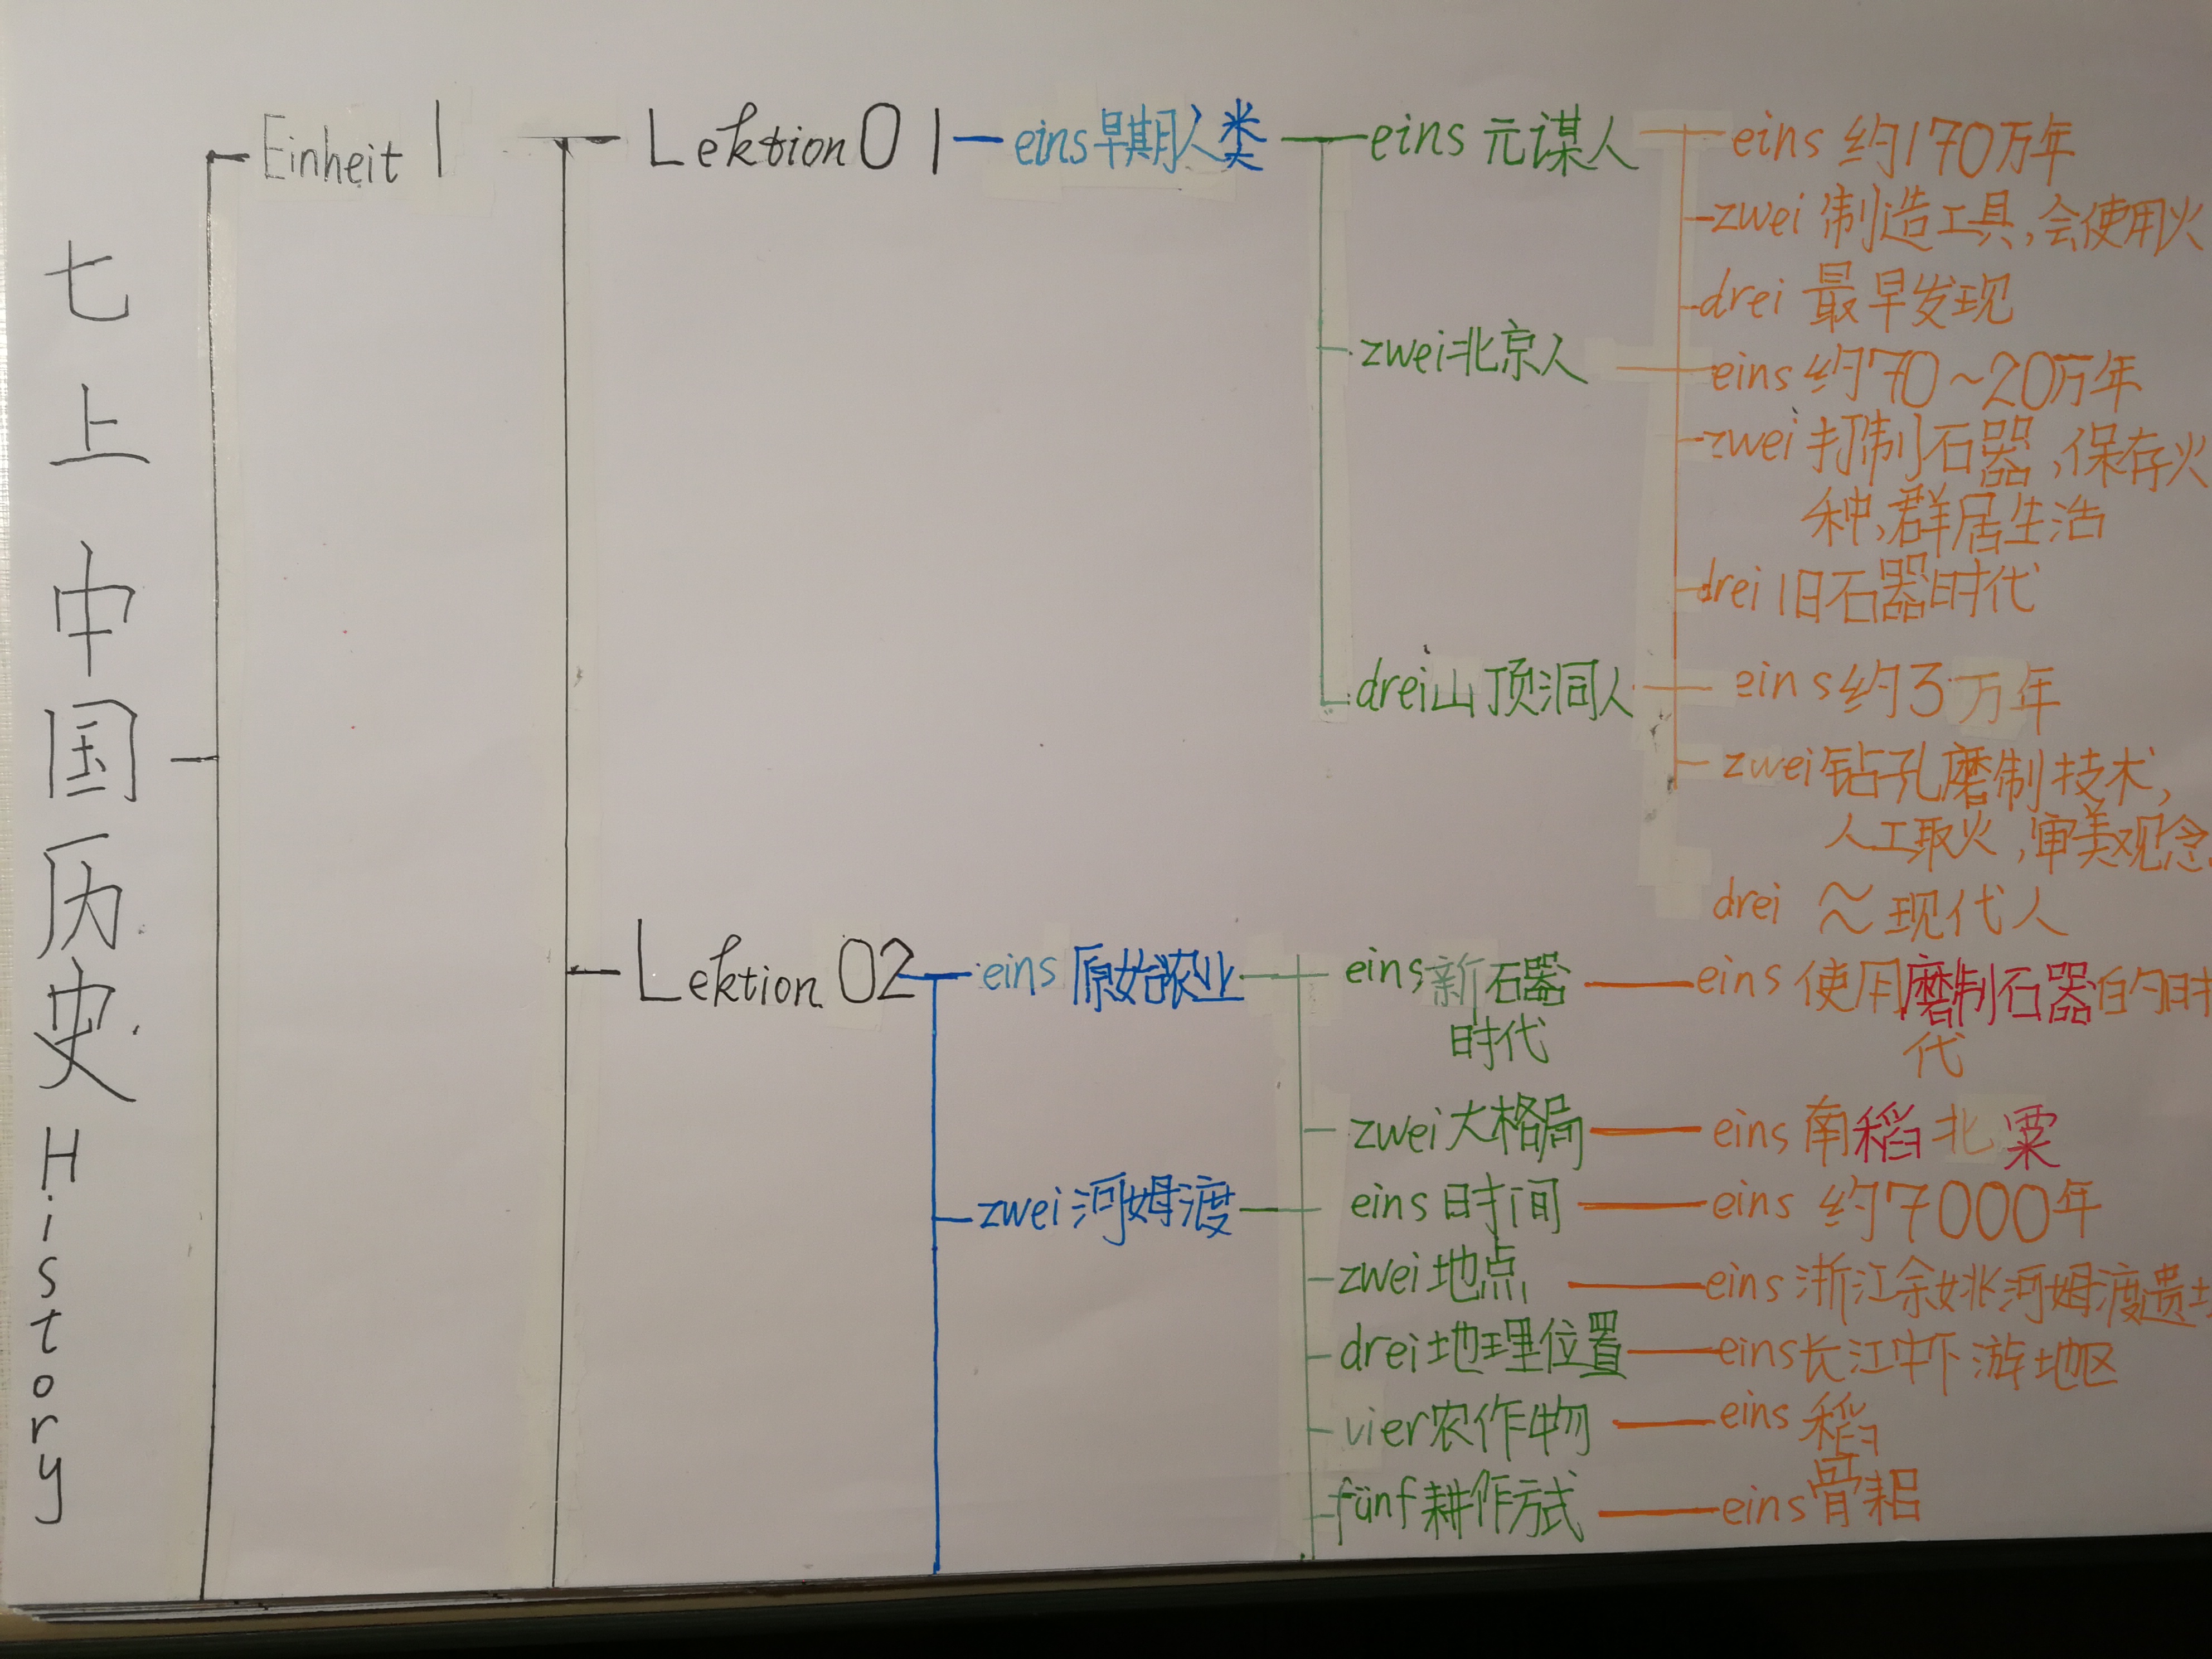 七上中国历史 History
Einheit 1
Lektion 01
eins 早期人类
eins 元谋人
eins 约170万年
zwei 制造工具,会使用火
drei 最早发现
zwei 北京人
eins 约70~20万年
zwei 打制石器,保存火
种,群居生活
drei 旧石器时代
drei 山顶洞人
eins 约3万年
zwei 钻孔磨制技术,
人工取火,审美观念
drei ≈现代人
Lektion 02
eins 原始农业
eins 新石器
时代
eins 使用磨制石器的时
代
zwei 大格局
eins 南稻北粟
zwei 河姆渡
eins 时间
eins 约7000年
zwei 地点
eins 浙江余姚河姆渡遗址
drei 地理位置
eins 长江中下游地区
vier 农作物
eins 稻
fünf 耕作方式
eins 骨耜